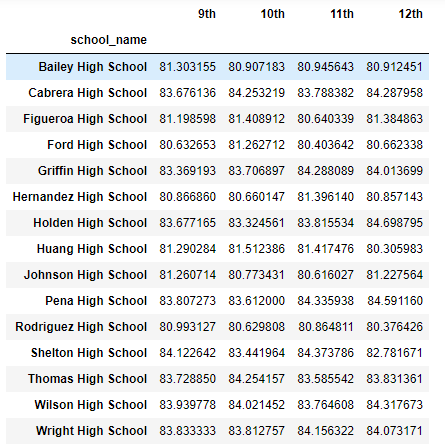 9th 10th 11th 12th
school_name
Bailey High School 81.303155 80.907183 80.945643 80.912451
Cabrera High School 83.676136 84.253219 83.788382 84.287958
Figueroa High School 81.198598 81.408912 80.640339 81.384863
Ford High School 80.632653 81.262712 80.403642 80.662338
Griffin High School 83.369193 83.706897 84.288089 84.013699
Hernandez High School 80.866860 80.660147 81.396140 80.857143
Holden High School 83.677165 83.324561 83.815534 84.698795
Huang High School 81.290284 81.512386 81.417476 80.305983
Johnson High School 81.260714 80.773431 80.616027 81.227564
Pena High School 83.807273 83.612000 84.335938 84.591160
Rodriguez High School 80.993127 80.629808 80.864811 80.376426
Shelton High School 84.122642 83.441964 84.373786 82.781671
Thomas High School 83.728850 84.254157 83.585542 83.831361
Wilson High School 83.939778 84.021452 83.764608 84.317673
Wright High School 83.833333 83.812757 84.156322 84.073171